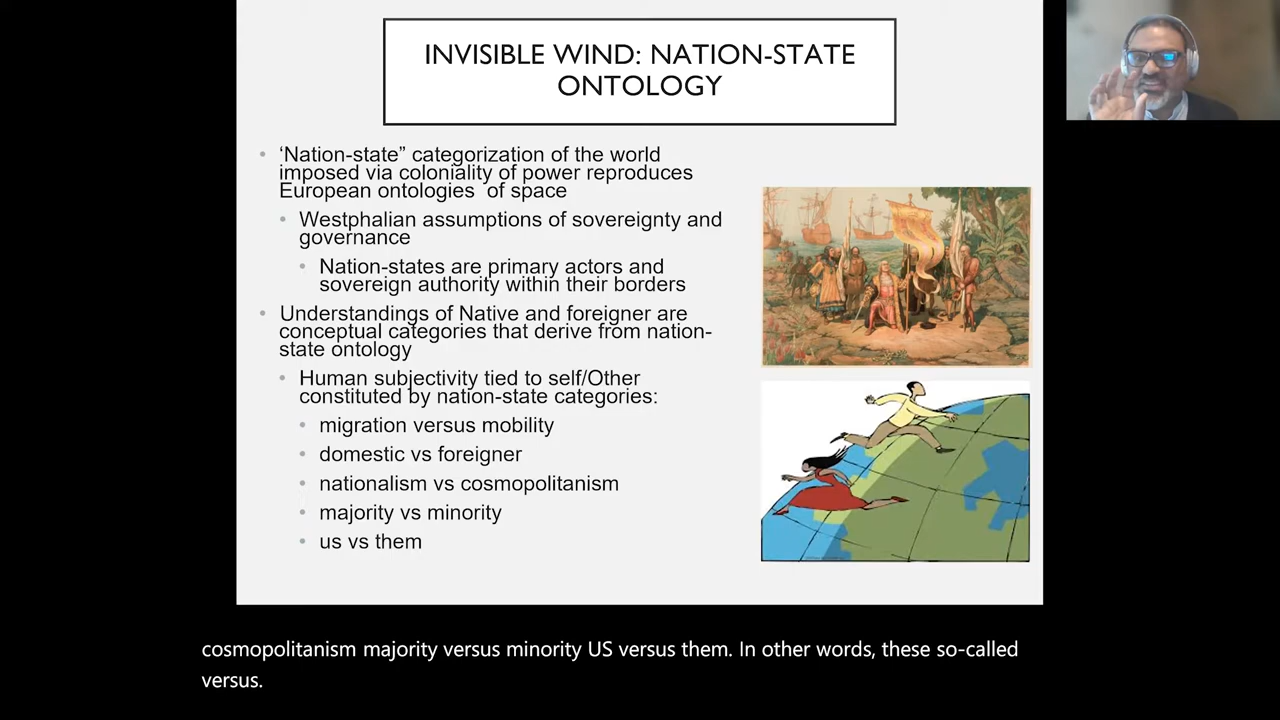 INVISIBLE WIND: NATION-STATE
ONTOLOGY
‘Nation-state” categorization of the world
imposed via coloniality of power reproduces
European ontologies of space
Westphalian assumptions of sovereignty and
governance
Nation-states are primary actors and
sovereign authority within their borders
Understandings of Native and foreigner are
conceptual categories that derive from nation-
state ontology
Human subjectivity tied to self/Other
constituted by nation-state categories:
migration versus mobility
domestic vs foreigner
nationalism vs cosmopolitanism
majority vs minority
us vs them
cosmopolitanism majority versus minority US versus them. In other words, these so-called
versus.